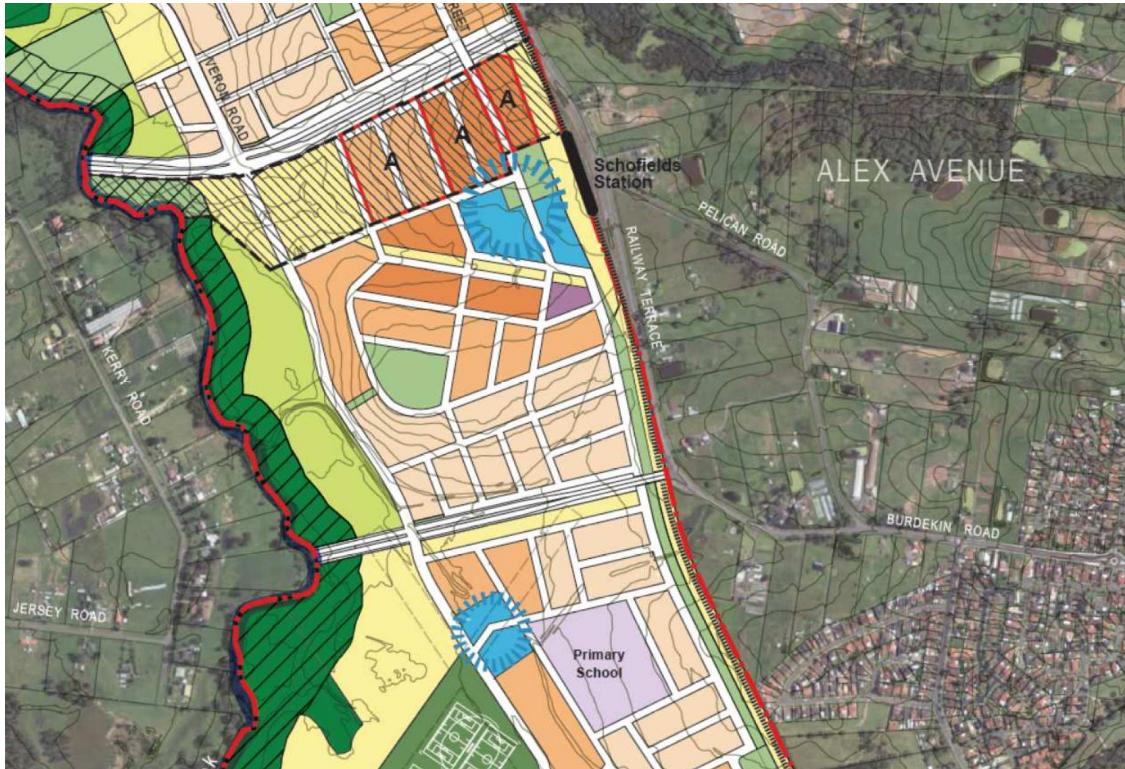 VERON ROAD
A
A
A
Schofields
Station
ALEX AVENUE
PELICAN ROAD
RAILWAY TERRACE
KERRY ROAD
BURDEKIN ROAD
JERSEY ROAD
Primary
School
K